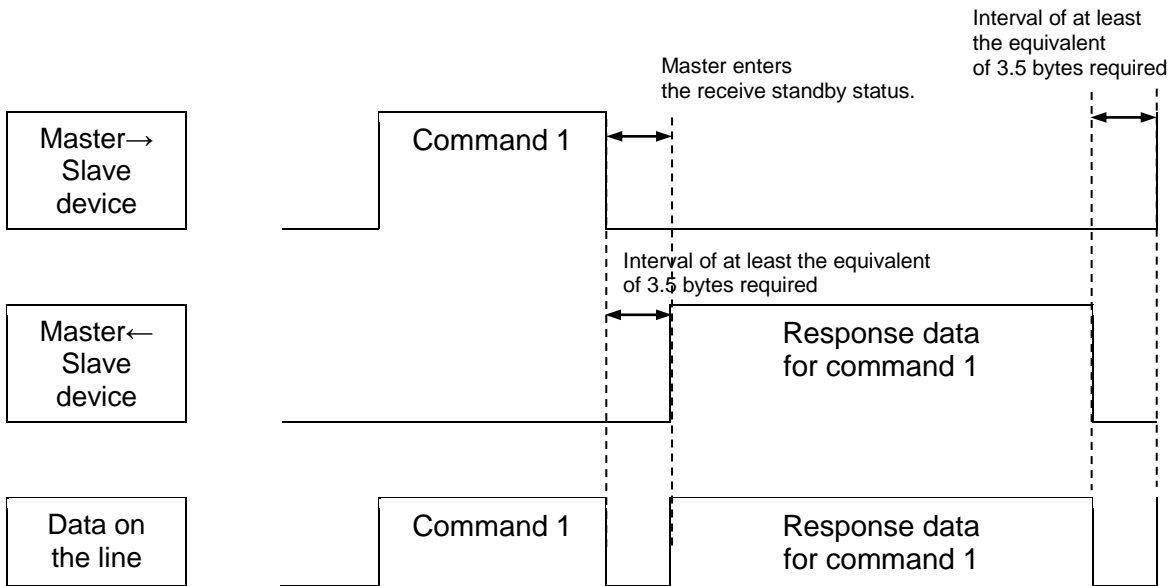 Interval of at least
the equivalent
of 3.5 bytes required
Master enters
the receive standby status.
Master→
Slave
device
Command 1
Interval of at least the equivalent
of 3.5 bytes required
Master←
Slave
device
Response data
for command 1
Data on
the line
Command 1
Response data
for command 1